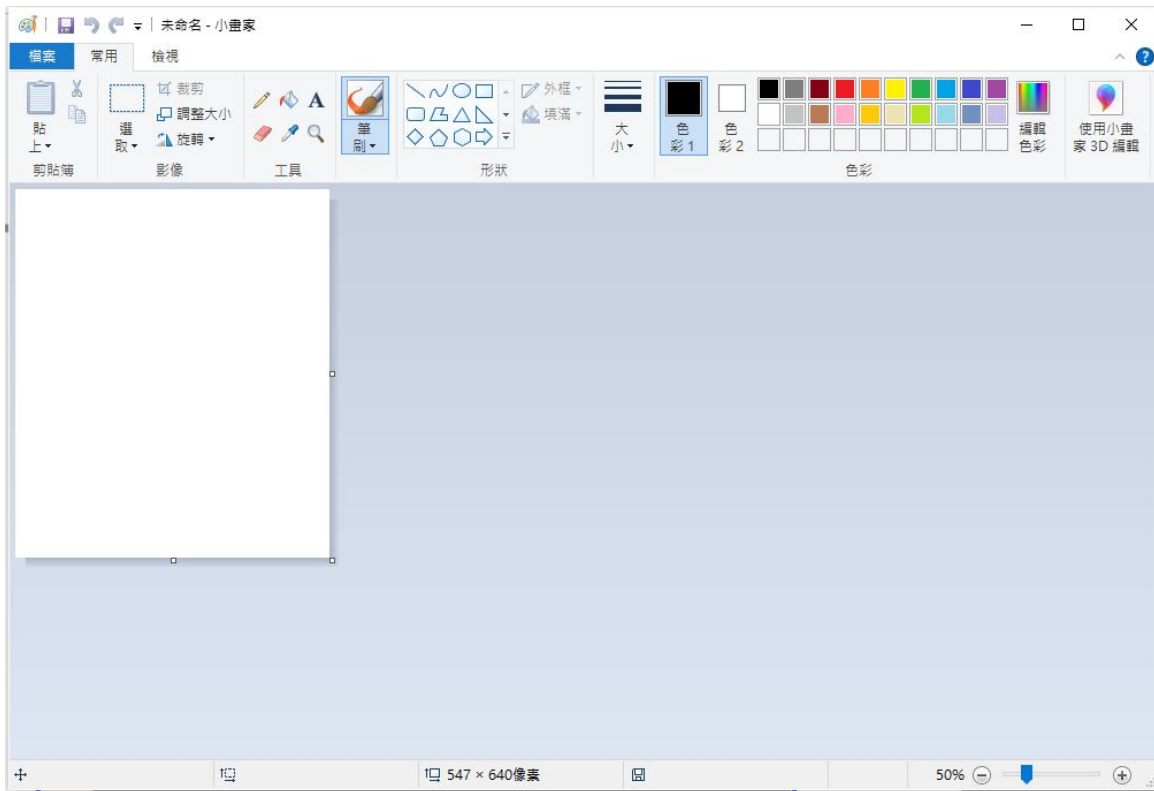 未命名 - 小畫家
檔案 常用 檢視
貼上 剪貼簿
選取 裁剪 調整大小 旋轉 影像
A
工具
筆刷
外框 填滿 形狀
大小
色彩 1 色彩 2 編輯色彩 色彩
使用小畫家 3D 編輯
547 × 640像素
50%